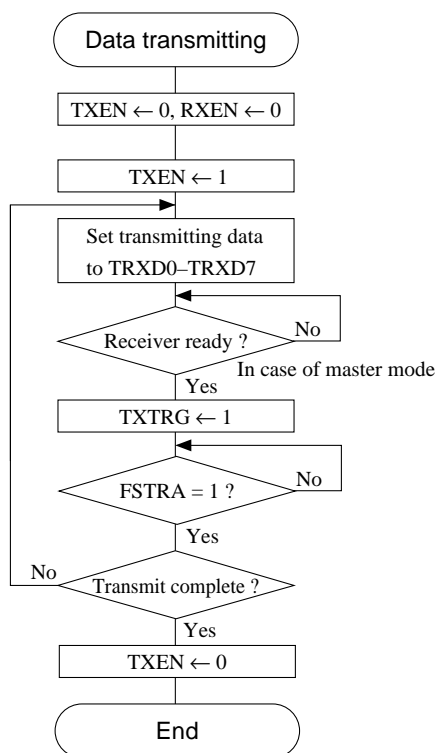 Data transmitting
TXEN ← 0, RXEN ← 0
TXEN ← 1
Set transmitting data
to TRXD0–TRXD7
Receiver ready ?
No
In case of master mode
Yes
TXTRG ← 1
FSTRA = 1 ?
No
Yes
Transmit complete ?
No
Yes
TXEN ← 0
End